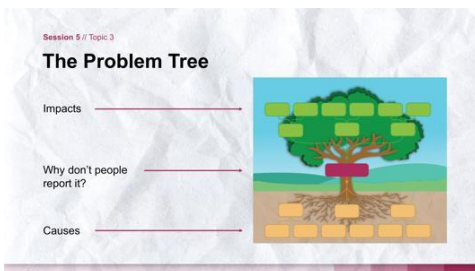 Session 5 // Topic 3
The Problem Tree
Impacts
Why don't people
report it?
Causes